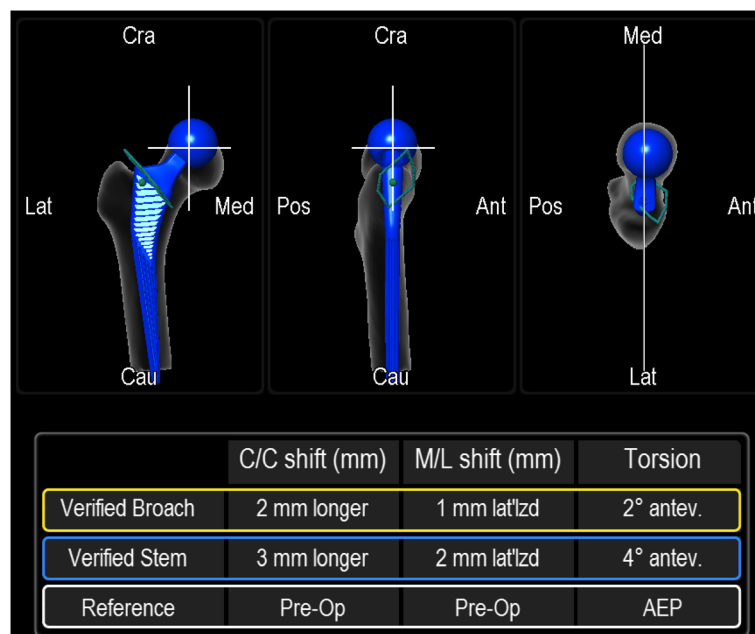 Cra
Cra
Med
Lat
Med
Pos
Ant
Pos
Ant
Cau
Cau
Lat
C/C shift (mm) M/L shift (mm) Torsion
Verified Broach 2 mm longer 1 mm lat'lzd 2° antev.
Verified Stem 3 mm longer 2 mm lat'lzd 4° antev.
Reference Pre-Op Pre-Op AEP